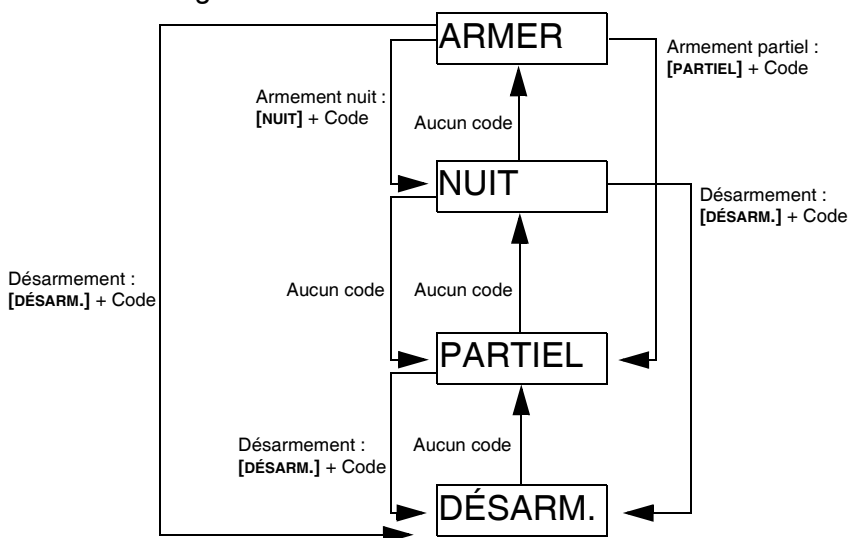 ARMER
Armement partiel :
[PARTIEL] + Code
Armement nuit :
[NUIT] + Code
Aucun code
NUIT
Désarmement :
[DÉSARM.] + Code
Désarmement :
[DÉSARM.] + Code
Aucun code
Aucun code
PARTIEL
Désarmement :
[DÉSARM.] + Code
Aucun code
DÉSARM.